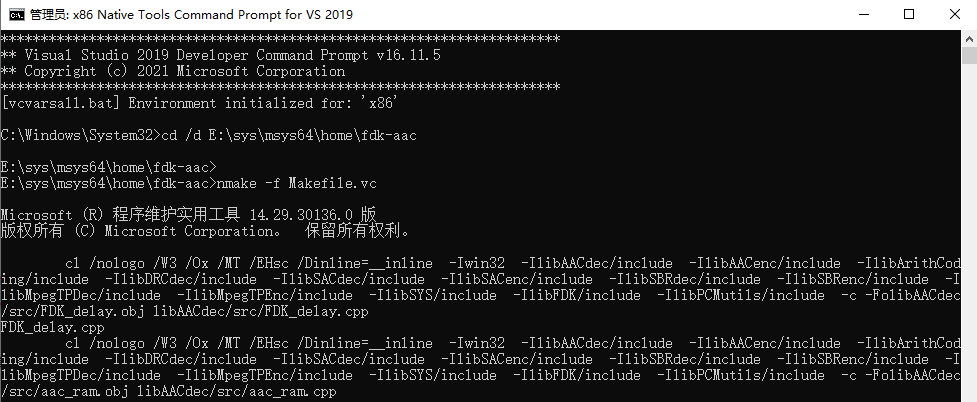 管理员: x86 Native Tools Command Prompt for VS 2019
**********************************************************************
** Visual Studio 2019 Developer Command Prompt v16.11.5
** Copyright (c) 2021 Microsoft Corporation
**********************************************************************
[vcvarsall.bat] Environment initialized for: 'x86'
C:\Windows\System32>cd /d E:\sys\msys64\home\fdk-aac
E:\sys\msys64\home\fdk-aac>
E:\sys\msys64\home\fdk-aac>nmake -f Makefile.vc
Microsoft (R) 程序维护实用工具 14.29.30136.0 版
版权所有 (C) Microsoft Corporation。  保留所有权利。
cl /nologo /W3 /Ox /MT /EHsc /Dinline=__inline  -Iwin32  -IlibAACdec/include  -IlibAACenc/include  -IlibArithCod
ing/include  -IlibDRCdec/include  -IlibSACdec/include  -IlibSACenc/include  -IlibSBRdec/include  -IlibSBRenc/include  -I
libMpegTPDec/include  -IlibMpegTPEnc/include  -IlibSYS/include  -IlibFDK/include  -IlibPCMutils/include  -c -FolibAACdec
/src/FDK_delay.obj libAACdec/src/FDK_delay.cpp
FDK_delay.cpp
cl /nologo /W3 /Ox /MT /EHsc /Dinline=__inline  -Iwin32  -IlibAACdec/include  -IlibAACenc/include  -IlibArithCod
ing/include  -IlibDRCdec/include  -IlibSACdec/include  -IlibSACenc/include  -IlibSBRdec/include  -IlibSBRenc/include  -I
libMpegTPDec/include  -IlibMpegTPEnc/include  -IlibSYS/include  -IlibFDK/include  -IlibPCMutils/include  -c -FolibAACdec
/src/aac_ram.obj libAACdec/src/aac_ram.cpp